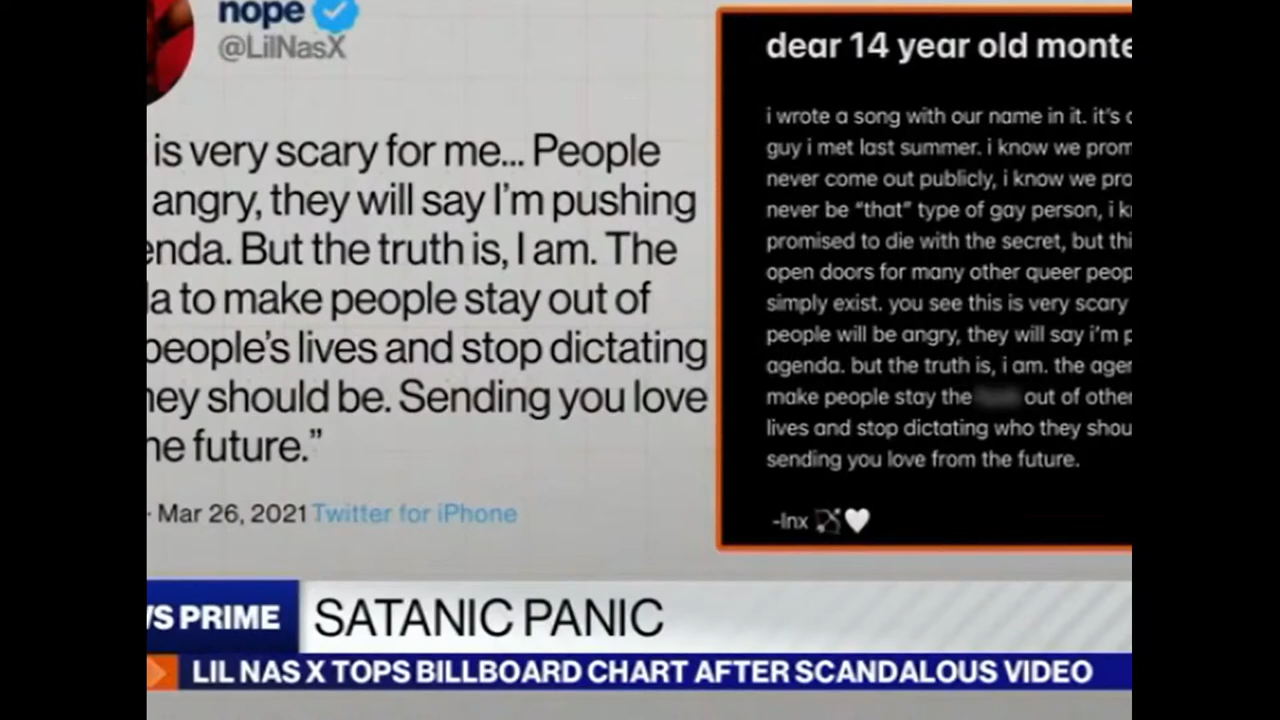 nope
@LilNasX
is very scary for me... People
angry, they will say I'm pushing
enda. But the truth is, I am. The
a to make people stay out of
people's lives and stop dictating
hey should be. Sending you love
he future.”
· Mar 26, 2021 Twitter for iPhone
dear 14 year old monte
i wrote a song with our name in it. it's
guy i met last summer. i know we prom
never come out publicly, i know we pro
never be “that” type of gay person, i k
promised to die with the secret, but thi
open doors for many other queer peop
simply exist. you see this is very scary
people will be angry, they will say i'm p
agenda. but the truth is, i am. the agen
make people stay the out of other
lives and stop dictating who they shou
sending you love from the future.
-lnx
WS PRIME
SATANIC PANIC
LIL NAS X TOPS BILLBOARD CHART AFTER SCANDALOUS VIDEO